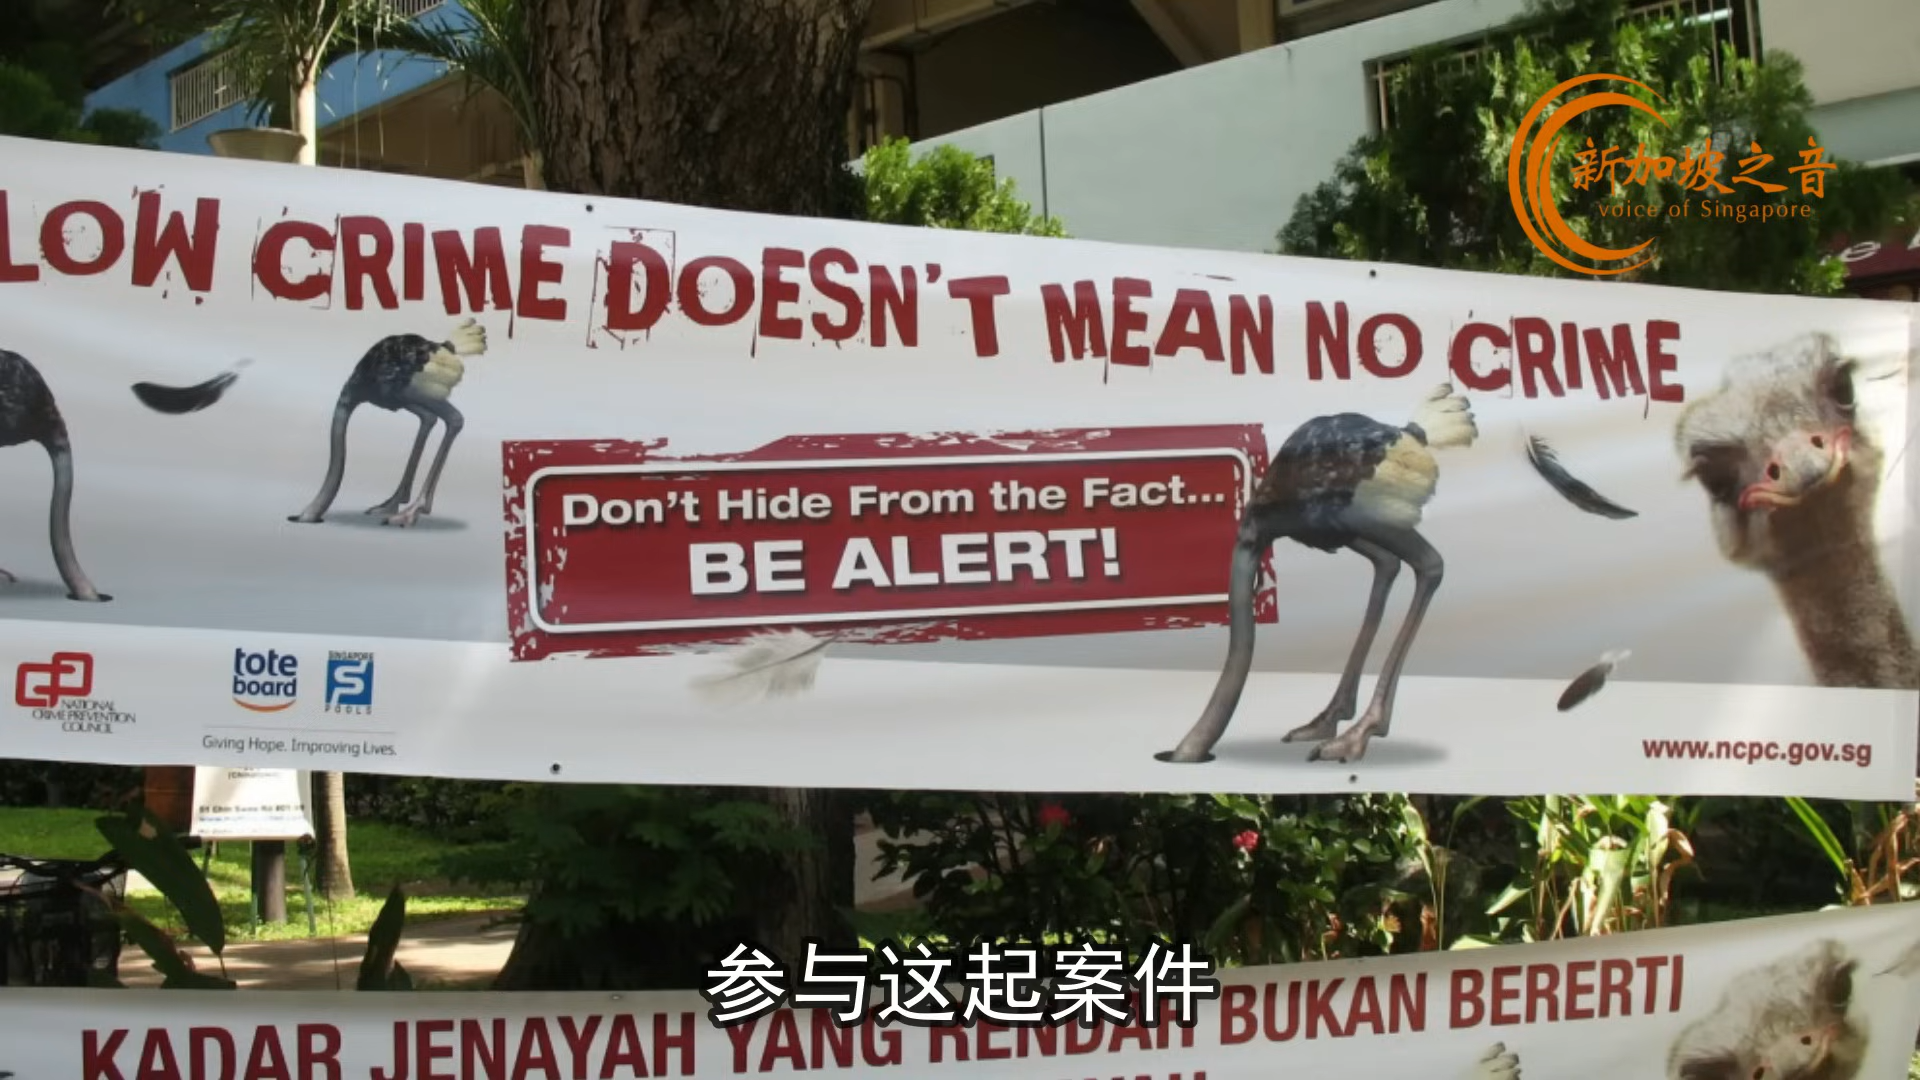 新加坡之音
voice of Singapore
LOW CRIME DOESN'T MEAN NO CRIME
Don't Hide From the Fact...
BE ALERT!
NATIONAL
CRIME PREVENTION
COUNCIL
tote
board
SINGAPORE
POOLS
Giving Hope. Improving Lives.
www.ncpc.gov.sg
参与这起案件
KADAR JENAYAH YANG RENDAH BUKAN BERERTI